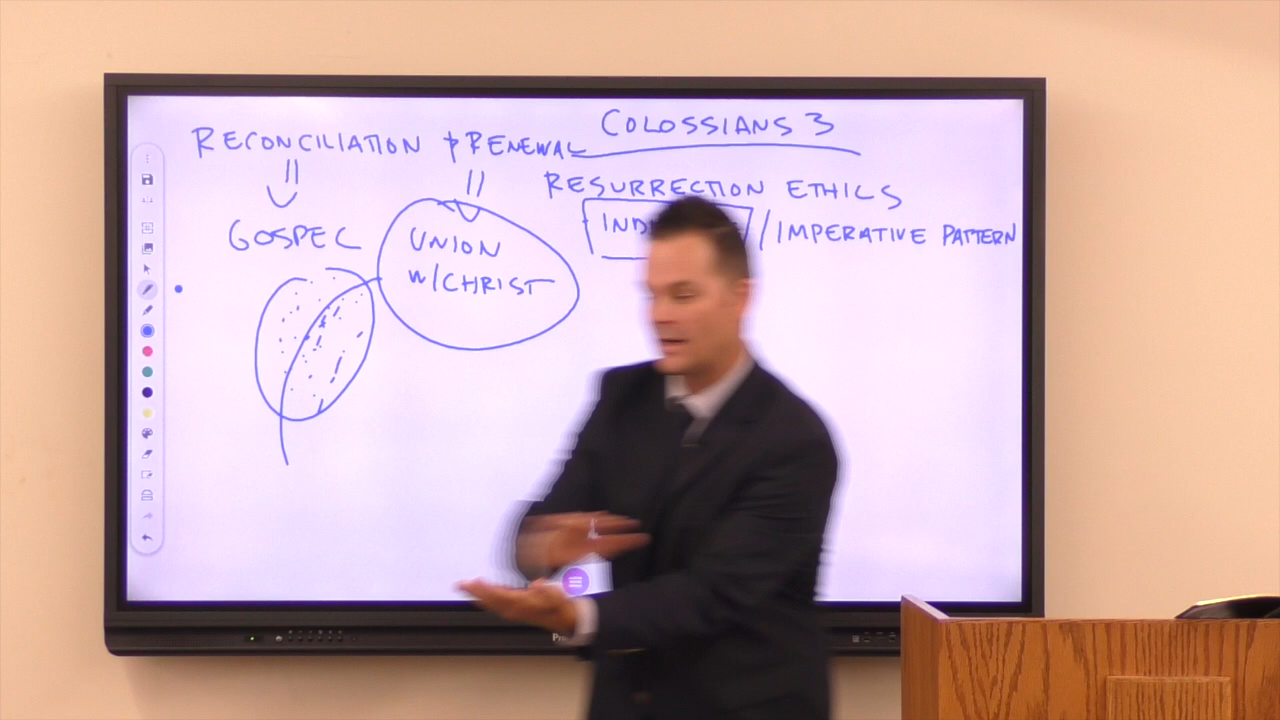 COLOSSIANS 3
RECONCILIATION & RENEWAL
RESURRECTION ETHICS
GOSPEL
UNION
W/CHRIST
/ IMPERATIVE PATTERN